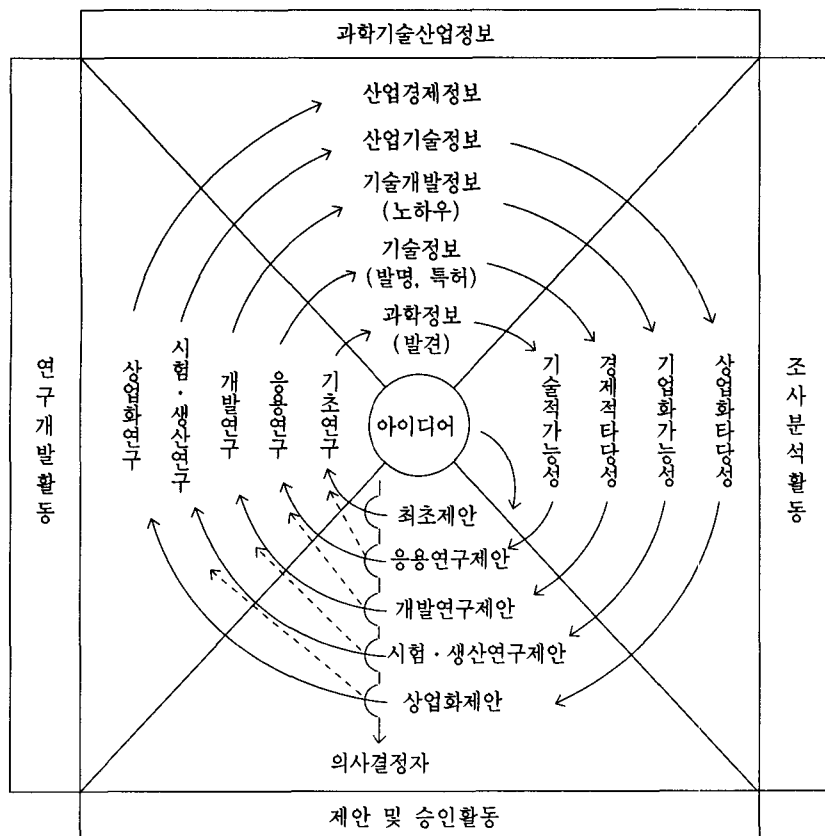 과학기술산업정보
산업경제정보
산업기술정보
기술개발정보
(노하우)
기술정보
(발명, 특허)
과학정보
(발견)
연구개발활동
상업화연구
시험·생산연구
개발연구
응용연구
기초연구
아이디어
기술적가능성
경제적타당성
기업화가능성
상업화타당성
조사분석활동
최초제안
응용연구제안
개발연구제안
시험·생산연구제안
상업화제안
의사결정자
제안 및 승인활동